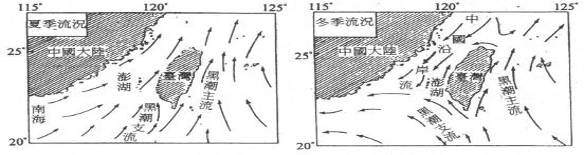 115° 120° 125°
夏季流況
25°
中國大陸
澎湖
臺灣
黑潮主流
南海
黑潮支流
20°
115° 120° 125°
冬季流況
中國沿岸流
25°
中國大陸
澎湖
臺灣
黑潮主流
黑潮支流
20°